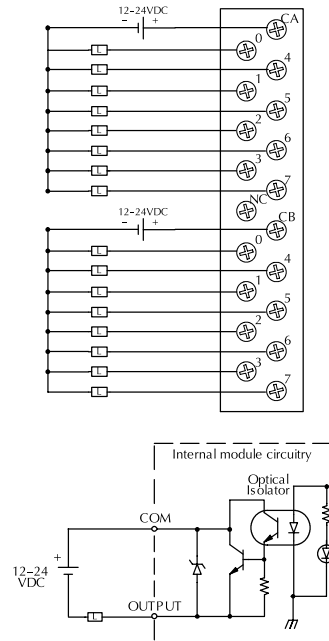 12–24VDC
CA
− +
0
L
4
L
1
L
5
L
2
L
6
L
3
L
7
L
NC
12–24VDC
CB
− +
0
L
4
L
1
L
5
L
2
L
6
L
3
L
7
L
Internal module circuitry
Optical
Isolator
COM
+
12–24
VDC
OUTPUT
L